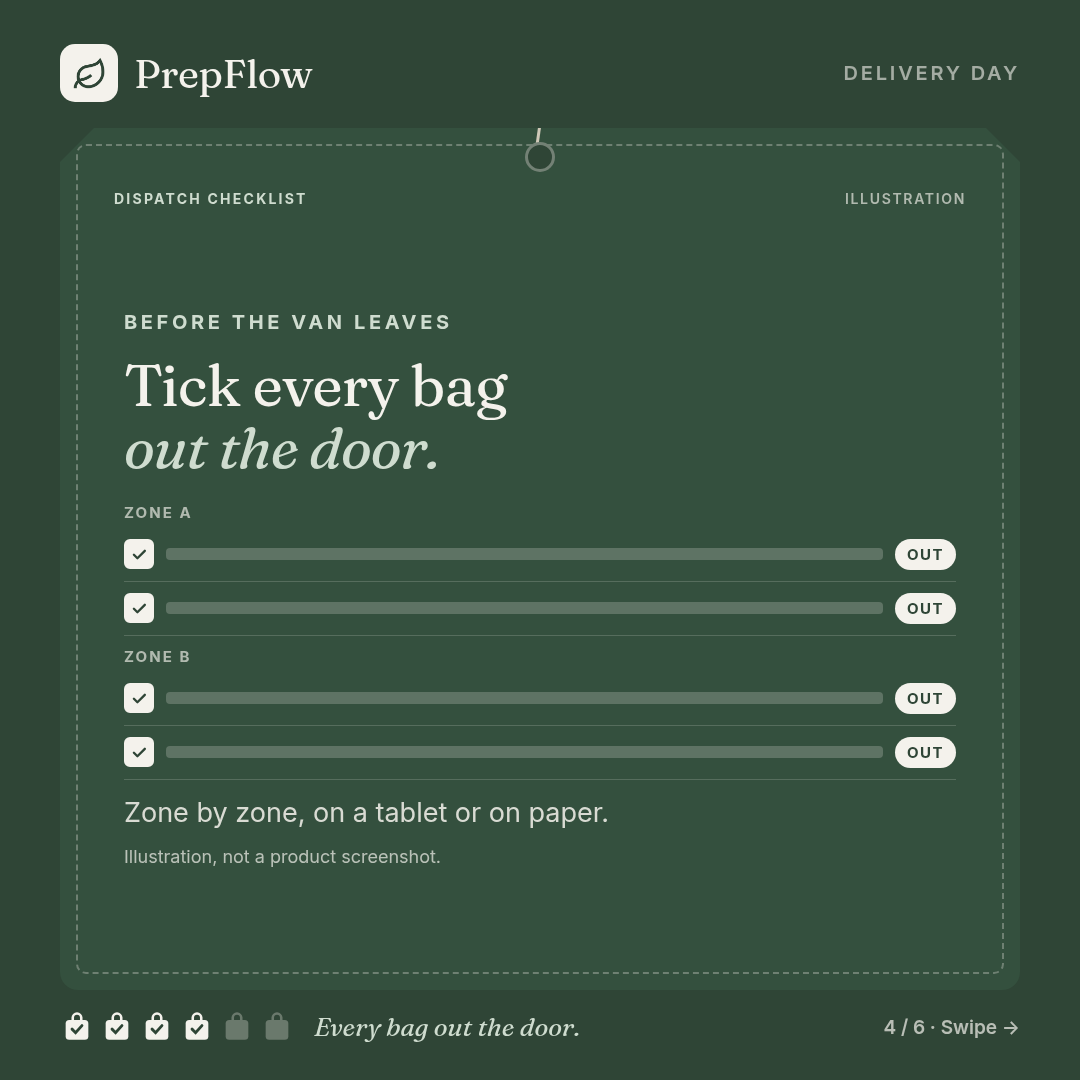 PrepFlow
DELIVERY DAY
DISPATCH CHECKLIST
ILLUSTRATION
BEFORE THE VAN LEAVES
Tick every bag
out the door.
ZONE A
OUT
OUT
ZONE B
OUT
OUT
Zone by zone, on a tablet or on paper.
Illustration, not a product screenshot.
Every bag out the door.
4 / 6 · Swipe →